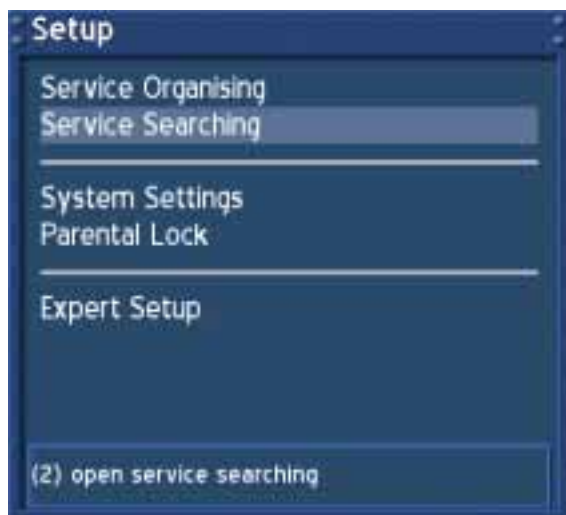 Setup
Service Organising
Service Searching
System Settings
Parental Lock
Expert Setup
(2) open service searching